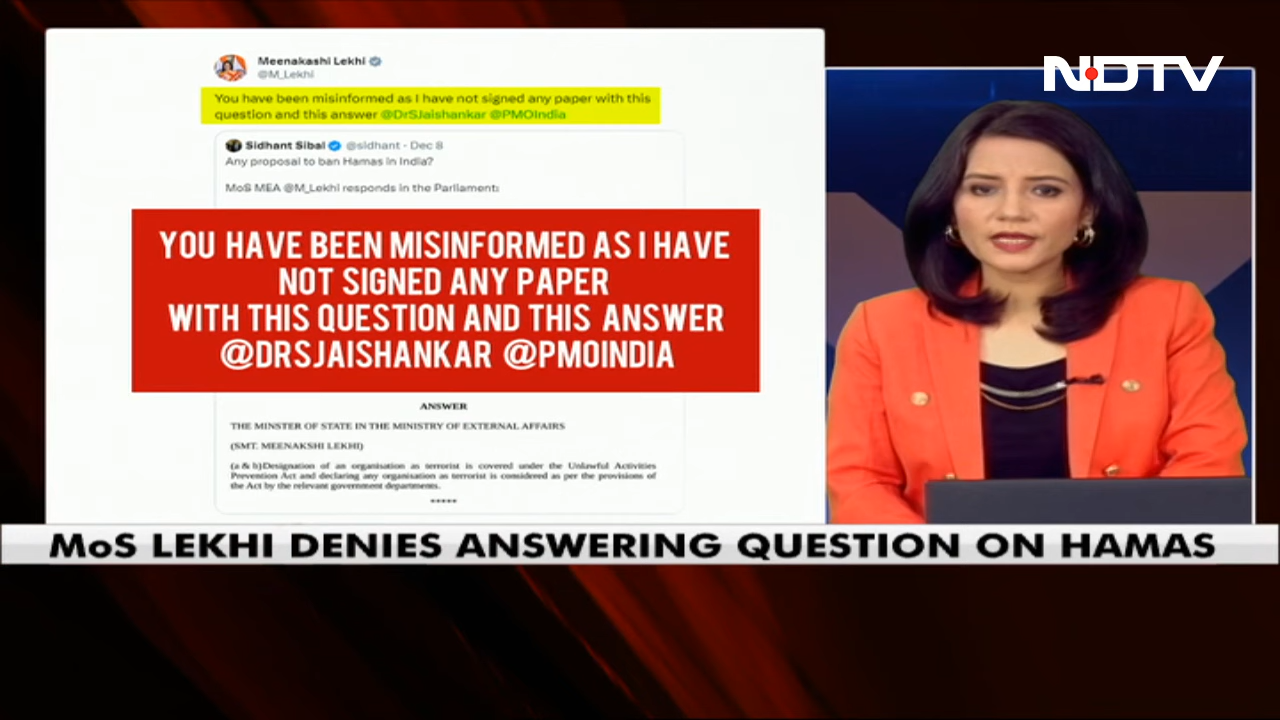 NDTV
Meenakashi Lekhi
@M_Lekhi
You have been misinformed as I have not signed any paper with this
question and this answer @DrSJaishankar @PMOIndia
Sidhant Sibal @sidhant · Dec 8
Any proposal to ban Hamas in India?
MoS MEA @M_Lekhi responds in the Parliament:
YOU HAVE BEEN MISINFORMED AS I HAVE
NOT SIGNED ANY PAPER
WITH THIS QUESTION AND THIS ANSWER
@DRSJAISHANKAR @PMOINDIA
ANSWER
THE MINSTER OF STATE IN THE MINISTRY OF EXTERNAL AFFAIRS
(SMT. MEENAKSHI LEKHI)
(a & b)Designation of an organisation as terrorist is covered under the Unlawful Activities
Prevention Act and declaring any organisation as terrorist is considered as per the provisions of
the Act by the relevant government departments.
*****
MoS LEKHI DENIES ANSWERING QUESTION ON HAMAS